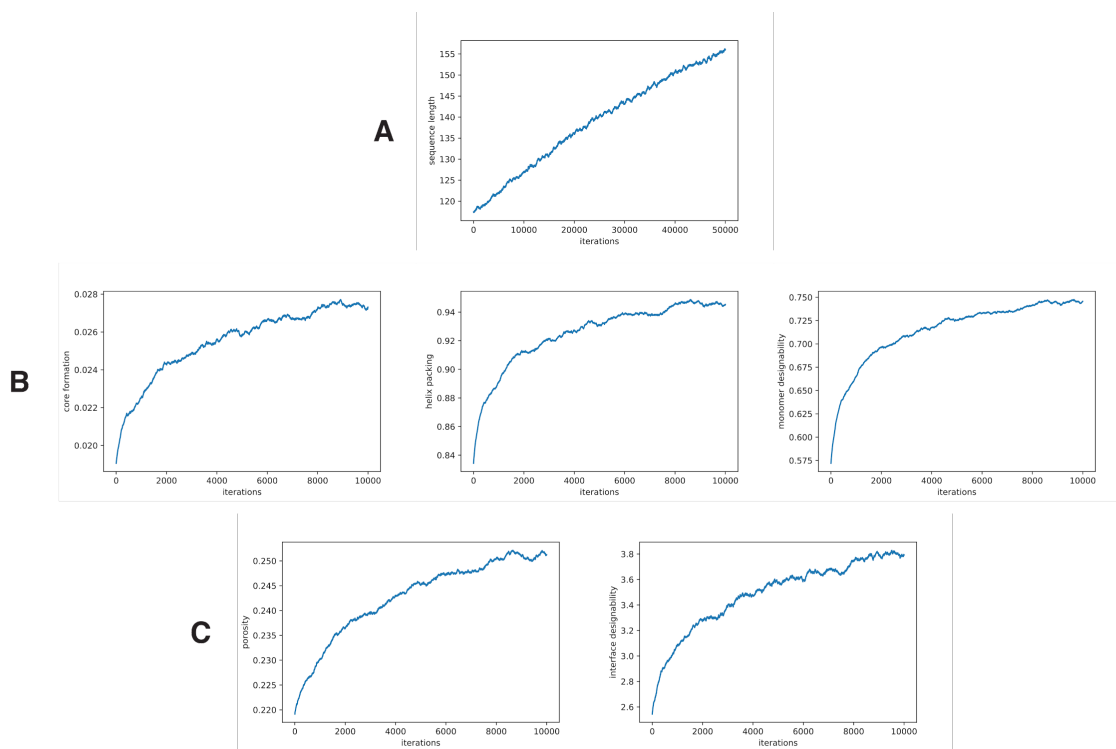 A
sequence length
155
150
145
140
135
130
125
120
0 10000 20000 30000 40000 50000
iterations
B
core formation
0.028
0.026
0.024
0.022
0.020
0 2000 4000 6000 8000 10000
iterations
helix packing
0.94
0.92
0.90
0.88
0.86
0.84
0 2000 4000 6000 8000 10000
iterations
monomer designability
0.750
0.725
0.700
0.675
0.650
0.625
0.600
0.575
0 2000 4000 6000 8000 10000
iterations
C
porosity
0.250
0.245
0.240
0.235
0.230
0.225
0.220
0 2000 4000 6000 8000 10000
iterations
interface designability
3.8
3.6
3.4
3.2
3.0
2.8
2.6
0 2000 4000 6000 8000 10000
iterations